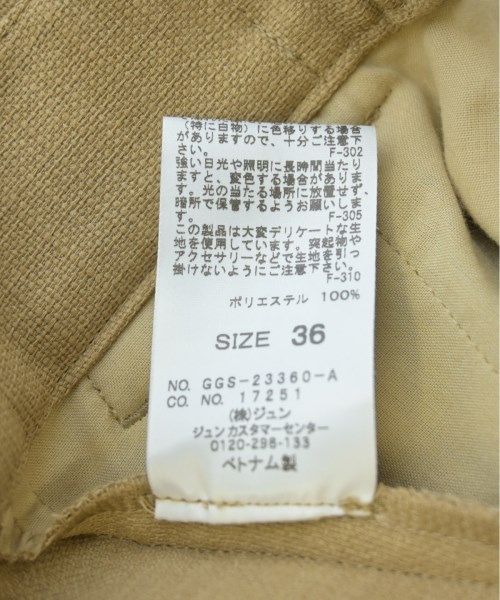 (特に白物)に色移りする場合
がありますので、十分ご注意下
さい。 F-302
強い日光や照明に長時間当たり
ますと、変色する場合がありま
す。光の当たる場所に放置せず、
暗所で保管するようお願いしま
す。 F-305
この製品は大変デリケートな生
地を使用しています。突起物や
アクセサリーなどで生地を引っ
掛けないようにご注意下さい。
F-310
ポリエステル 100%
SIZE 36
NO. GGS-23360-A
CO. NO. 17251
(株)ジュン
ジュンカスタマーセンター
0120-298-133
ベトナム製